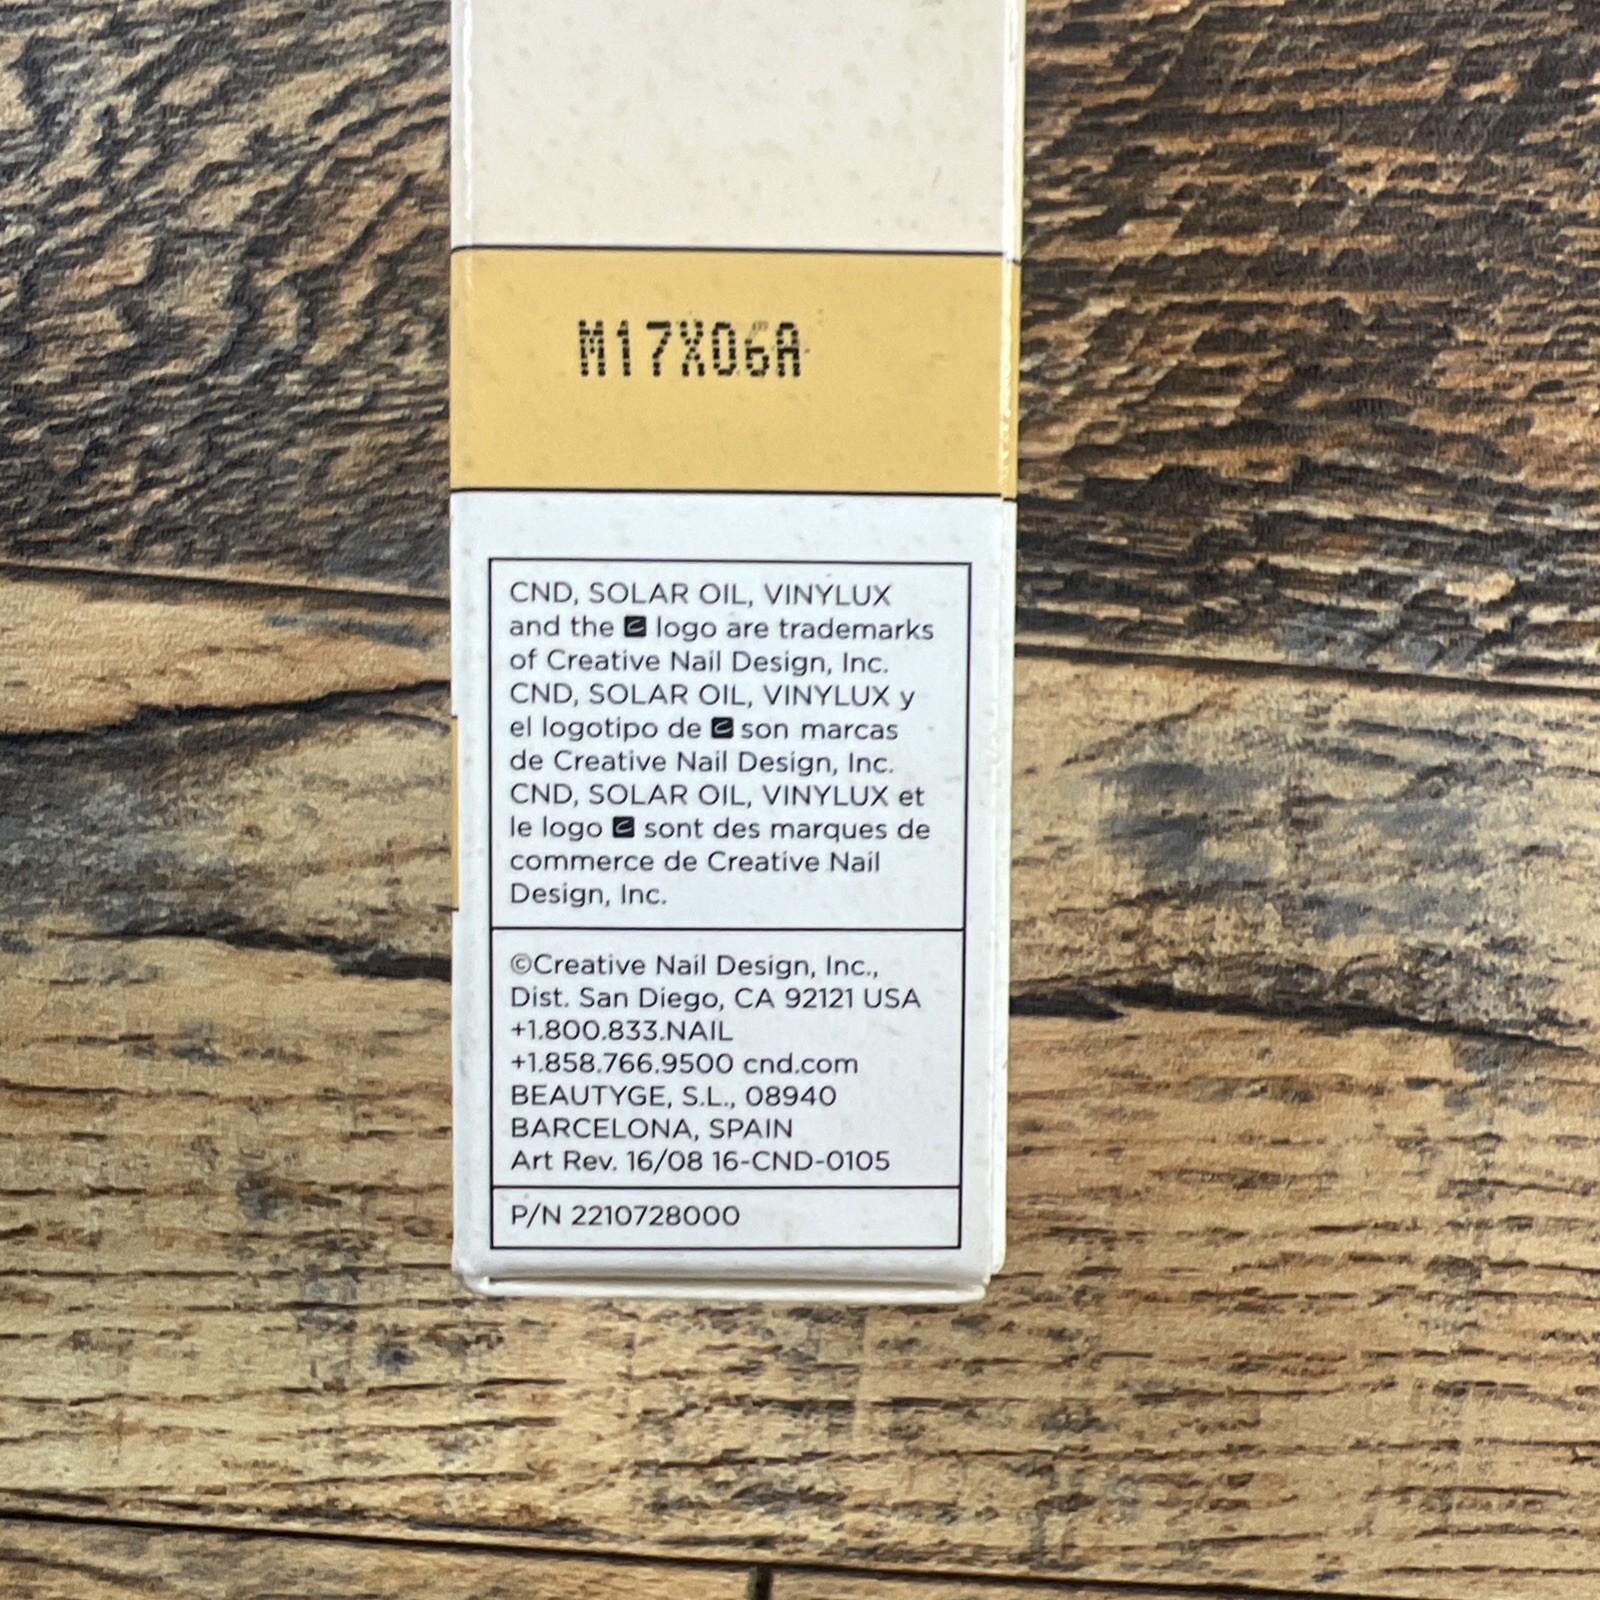 M17X06A
CND, SOLAR OIL, VINYLUX
and the logo are trademarks
of Creative Nail Design, Inc.
CND, SOLAR OIL, VINYLUX y
el logotipo de son marcas
de Creative Nail Design, Inc.
CND, SOLAR OIL, VINYLUX et
le logo sont des marques de
commerce de Creative Nail
Design, Inc.
©Creative Nail Design, Inc.,
Dist. San Diego, CA 92121 USA
+1.800.833.NAIL
+1.858.766.9500 cnd.com
BEAUTYGE, S.L., 08940
BARCELONA, SPAIN
Art Rev. 16/08 16-CND-0105
P/N 2210728000